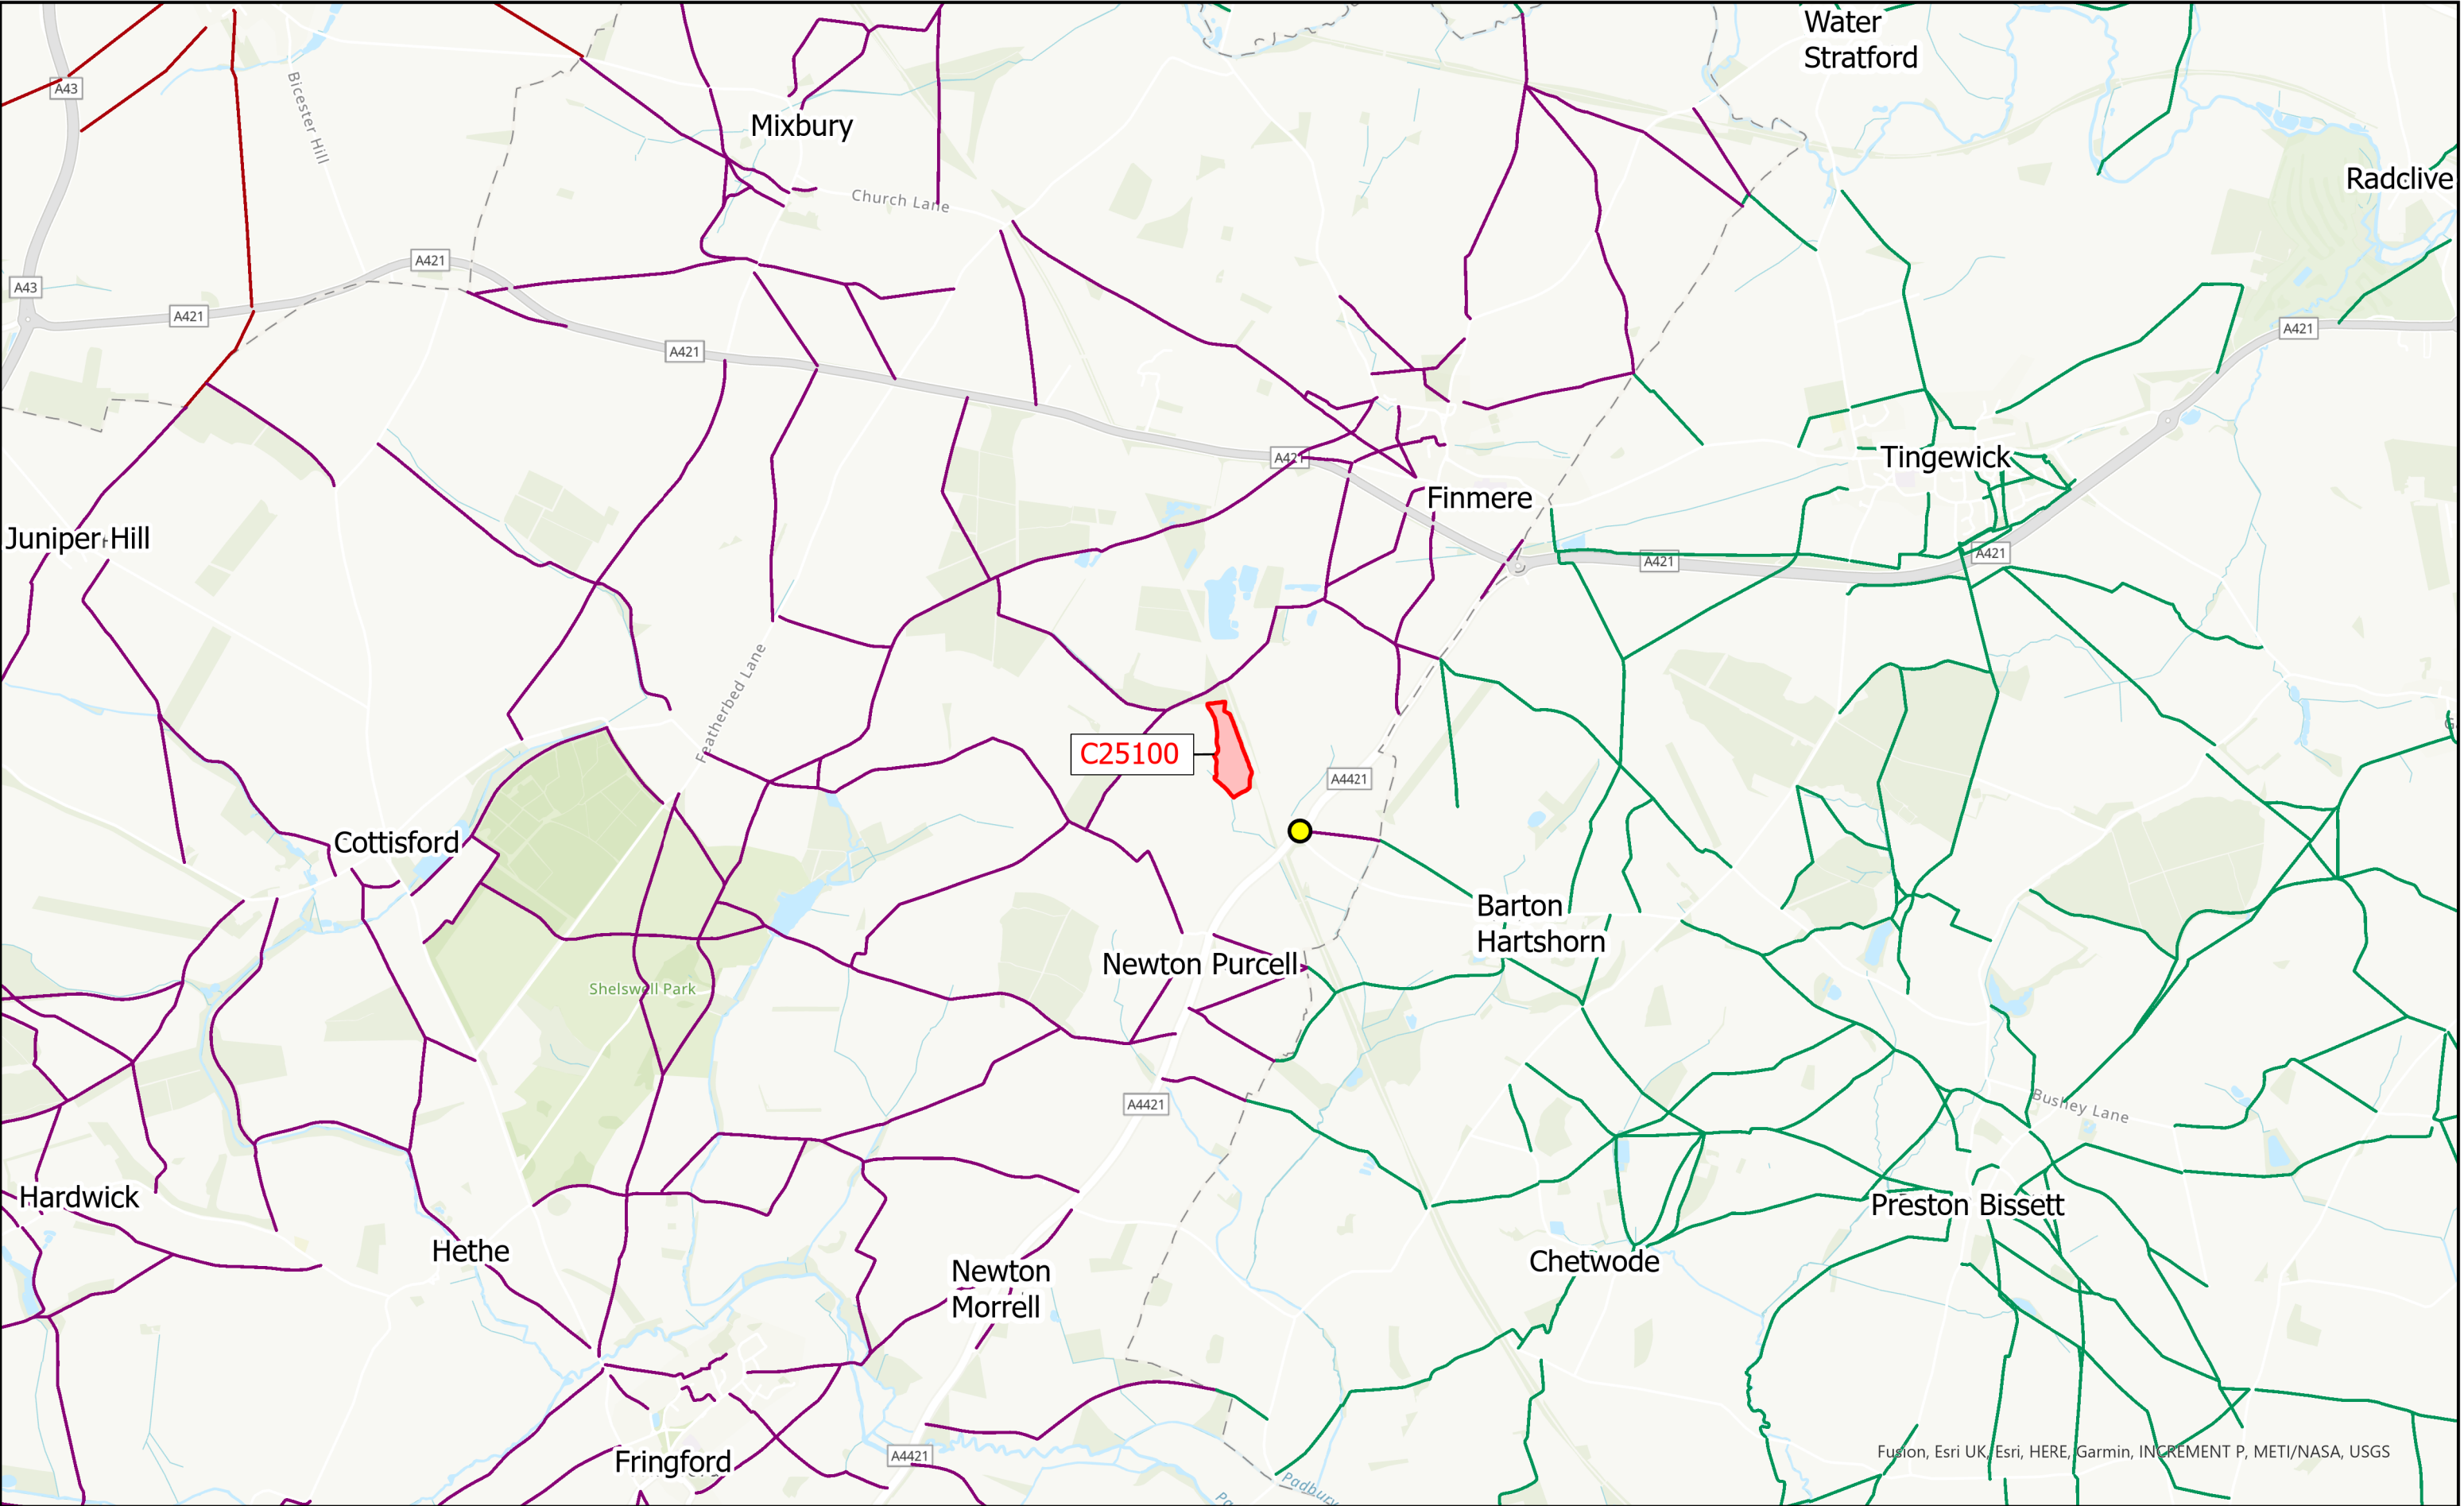 Water
Stratford
A43
Bicester Hill
Mixbury
Radclive
Church Lane
A421
A43
A421
A421
A421
A421
Tingewick
Finmere
Juniper Hill
A421
A421
Featherbed Lane
C25100
A4421
Cottisford
Barton
Hartshorn
Newton Purcell
Shelswell Park
A4421
Bushey Lane
Hardwick
Preston Bissett
Hethe
Chetwode
Newton
Morrell
Fringford
A4421
Fusion, Esri UK, Esri, HERE, Garmin, INCREMENT P, METI/NASA, USGS
Padbury